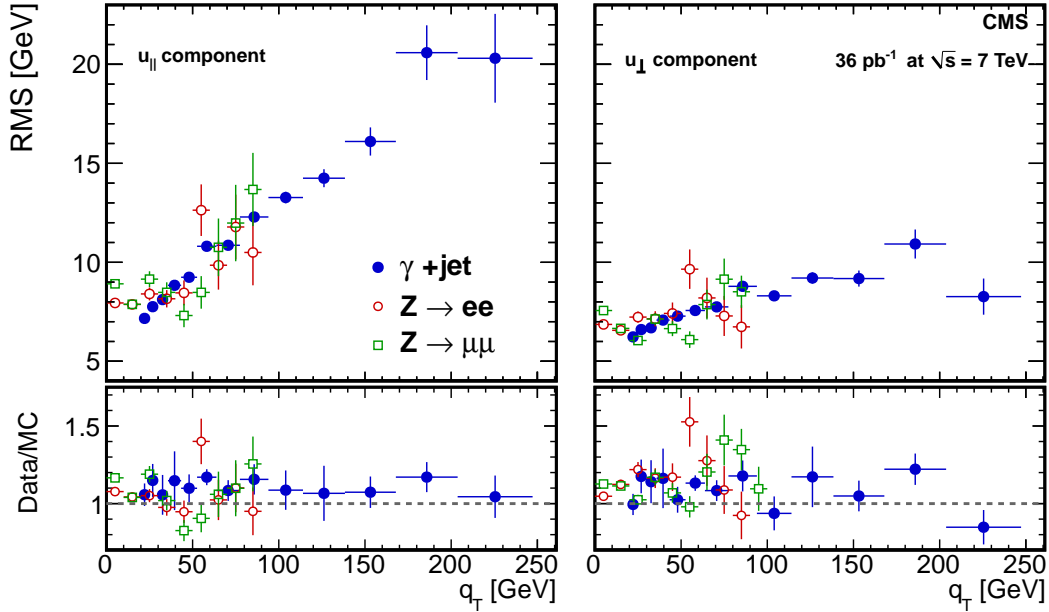 RMS [GeV]
20
15
10
5
u|| component
γ +jet
Z → ee
Z → μμ
u⊥ component
CMS
36 pb⁻¹ at √s = 7 TeV
Data/MC
1.5
1
0 50 100 150 200 250
q_T [GeV]
0 50 100 150 200 250
q_T [GeV]